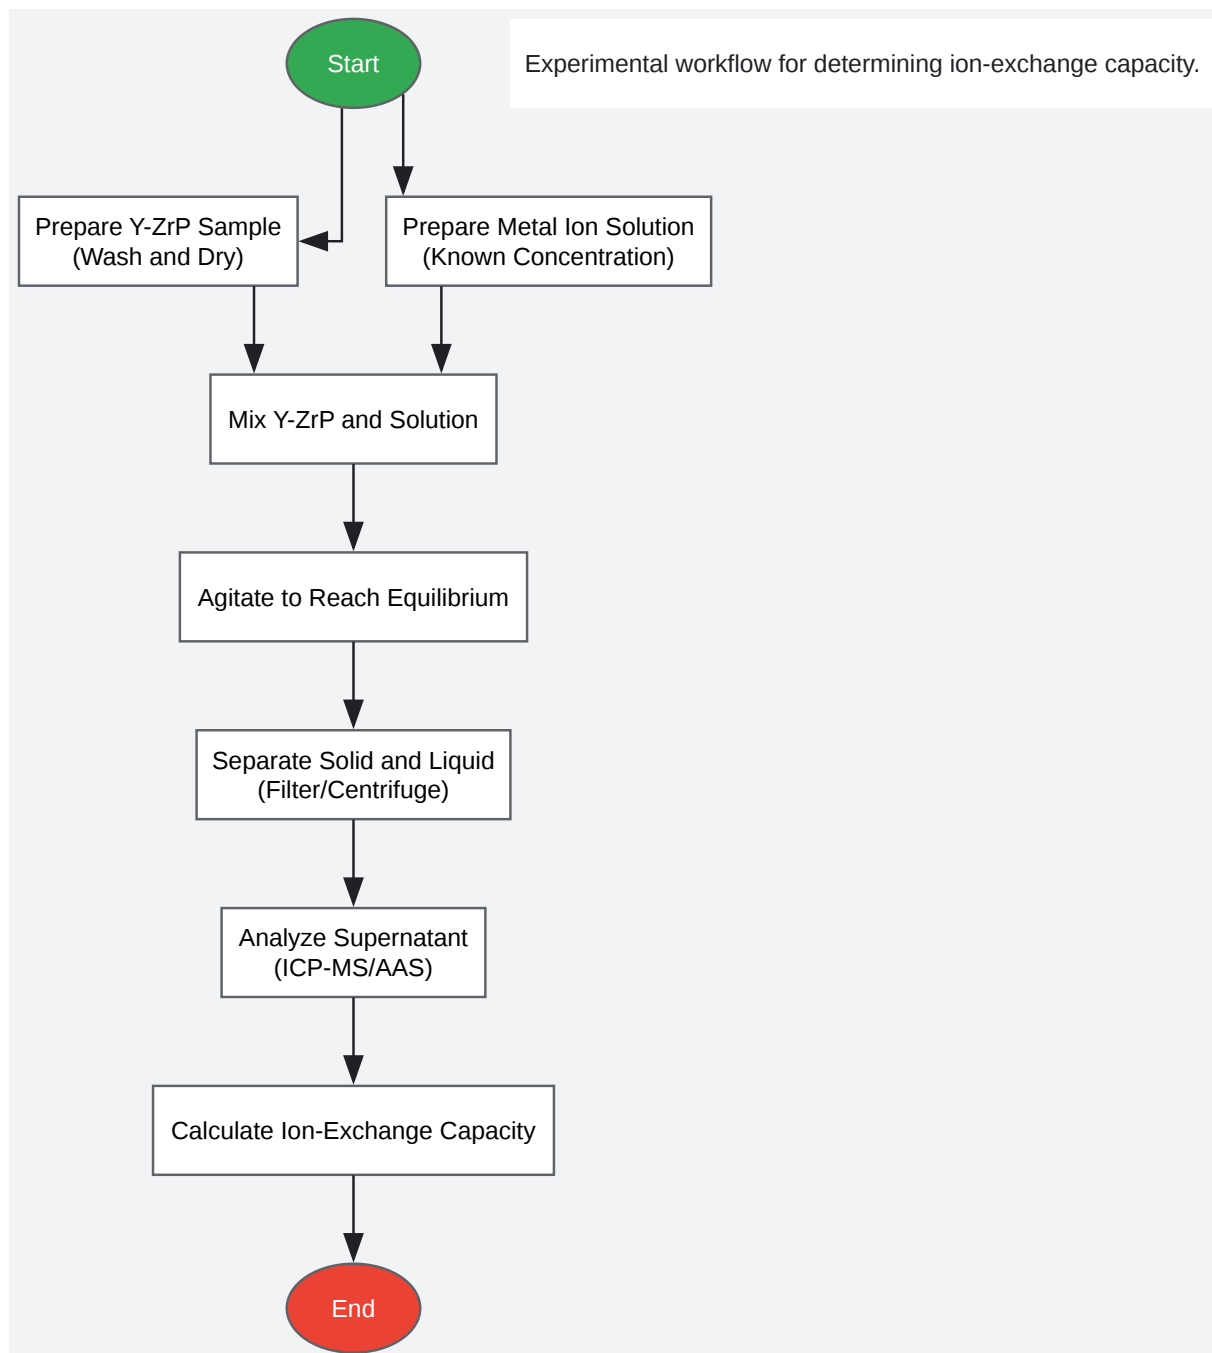 Start
Experimental workflow for determining ion-exchange capacity.
Prepare Y-ZrP Sample
(Wash and Dry)
Prepare Metal Ion Solution
(Known Concentration)
Mix Y-ZrP and Solution
Agitate to Reach Equilibrium
Separate Solid and Liquid
(Filter/Centrifuge)
Analyze Supernatant
(ICP-MS/AAS)
Calculate Ion-Exchange Capacity
End